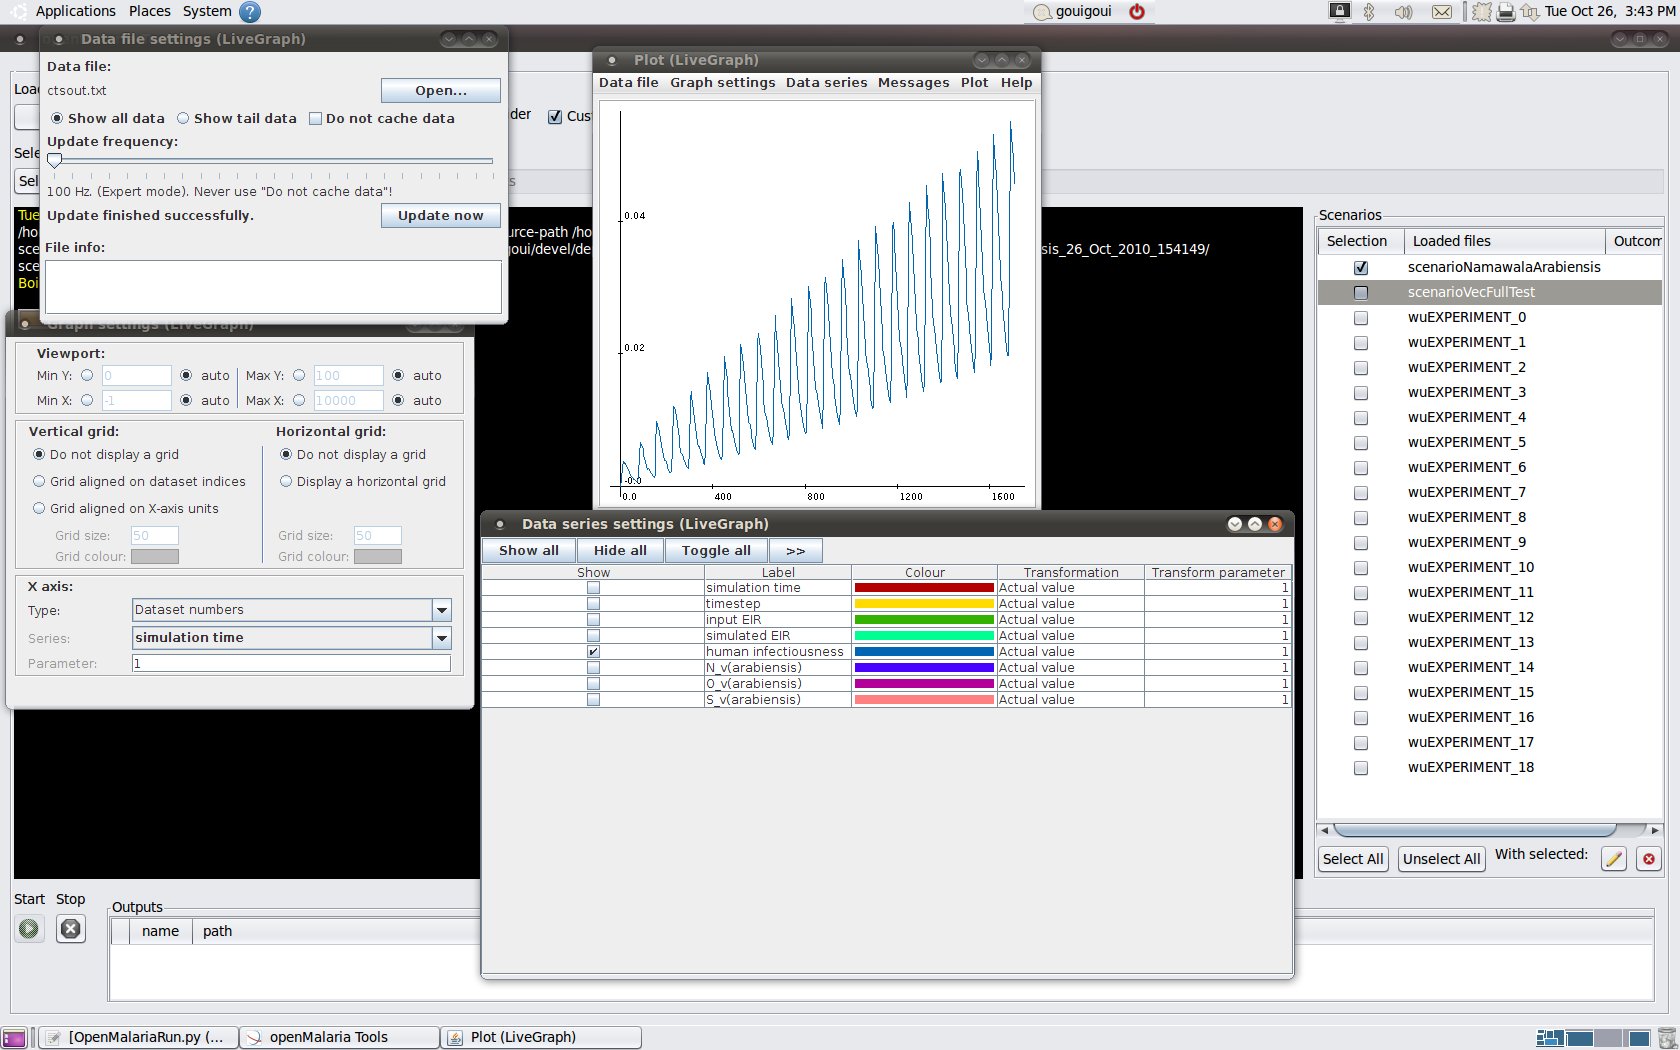 Applications Places System ?
gouigoui
Tue Oct 26, 3:43 PM
Data file settings (LiveGraph)
Data file:
ctsout.txt
Open...
Show all data Show tail data Do not cache data
Update frequency:
100 Hz. (Expert mode). Never use "Do not cache data"!
Update finished successfully.
Update now
File info:
Loa
der
Cus
Sele
Sel
s
Tue
/ho
urce-path /ho
sce
goui/devel/de
sis_26_Oct_2010_154149/
sce
Boi
Graph settings (LiveGraph)
Viewport:
Min Y: 0 auto Max Y: 100 auto
Min X: -1 auto Max X: 10000 auto
Vertical grid: Horizontal grid:
Do not display a grid Do not display a grid
Grid aligned on dataset indices Display a horizontal grid
Grid aligned on X-axis units
Grid size: 50 Grid size: 50
Grid colour: Grid colour:
X axis:
Type: Dataset numbers
Series: simulation time
Parameter: 1
Plot (LiveGraph)
Data file Graph settings Data series Messages Plot Help
0.04
0.02
-0.0
0.0 400 800 1200 1600
Data series settings (LiveGraph)
Show all Hide all Toggle all >>
Show Label Colour Transformation Transform parameter
simulation time Actual value 1
timestep Actual value 1
input EIR Actual value 1
simulated EIR Actual value 1
human infectiousness Actual value 1
N_v(arabiensis) Actual value 1
O_v(arabiensis) Actual value 1
S_v(arabiensis) Actual value 1
Scenarios
Selection Loaded files Outcom
scenarioNamawalaArabiensis
scenarioVecFullTest
wuEXPERIMENT_0
wuEXPERIMENT_1
wuEXPERIMENT_2
wuEXPERIMENT_3
wuEXPERIMENT_4
wuEXPERIMENT_5
wuEXPERIMENT_6
wuEXPERIMENT_7
wuEXPERIMENT_8
wuEXPERIMENT_9
wuEXPERIMENT_10
wuEXPERIMENT_11
wuEXPERIMENT_12
wuEXPERIMENT_13
wuEXPERIMENT_14
wuEXPERIMENT_15
wuEXPERIMENT_16
wuEXPERIMENT_17
wuEXPERIMENT_18
Select All Unselect All With selected:
Start Stop
Outputs
name path
[OpenMalariaRun.py (... openMalaria Tools Plot (LiveGraph)